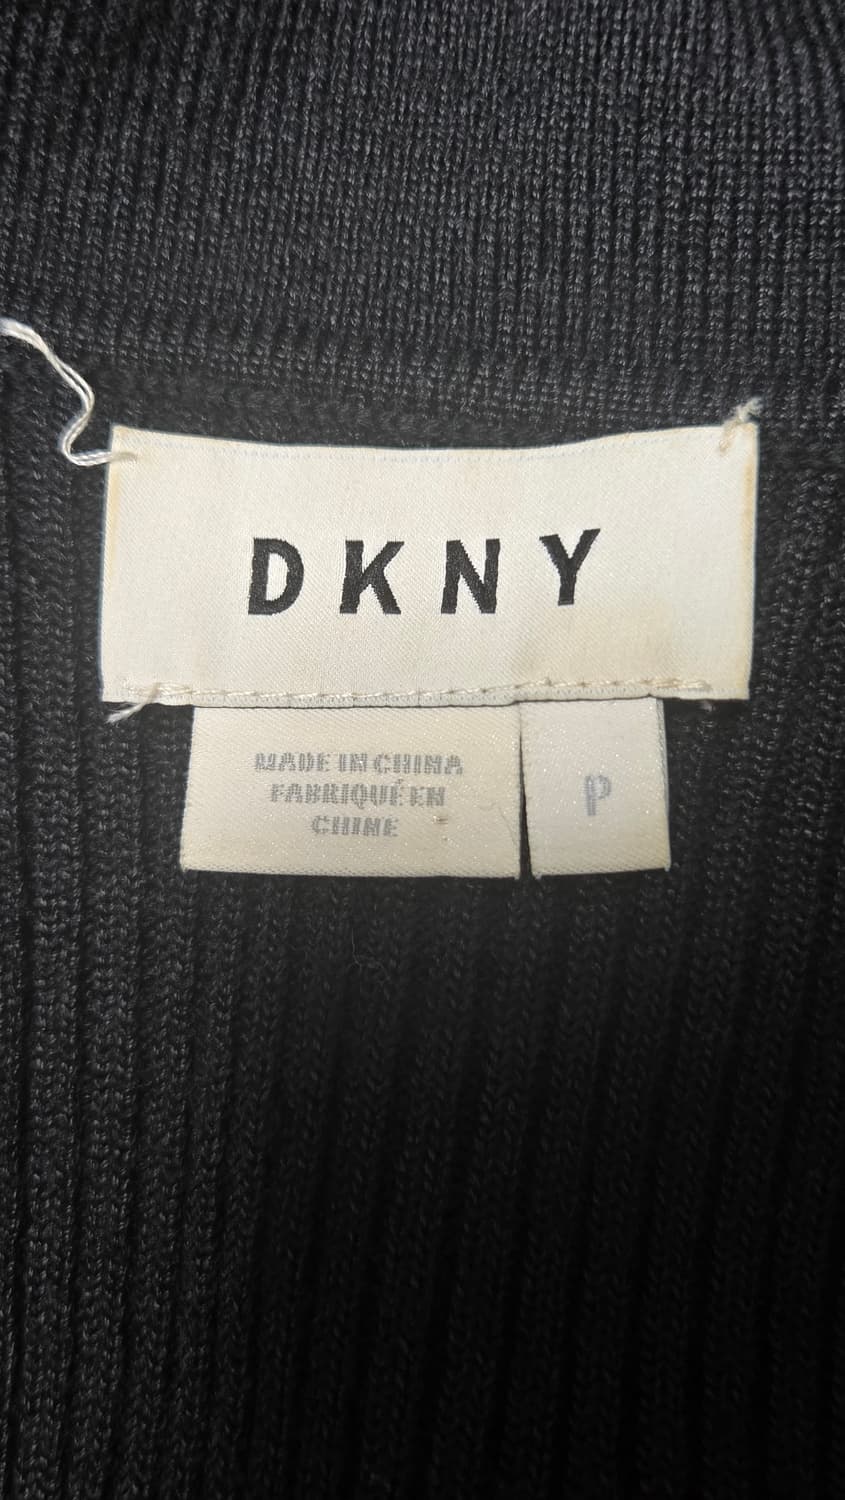 DKNY
MADE IN CHINA
FABRIQUÉ EN
CHINE
P